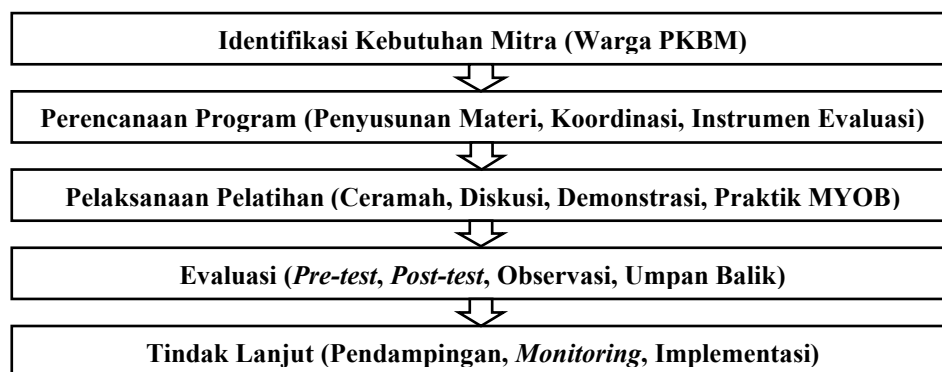 Identifikasi Kebutuhan Mitra (Warga PKBM)
Perencanaan Program (Penyusunan Materi, Koordinasi, Instrumen Evaluasi)
Pelaksanaan Pelatihan (Ceramah, Diskusi, Demonstrasi, Praktik MYOB)
Evaluasi (Pre-test, Post-test, Observasi, Umpan Balik)
Tindak Lanjut (Pendampingan, Monitoring, Implementasi)